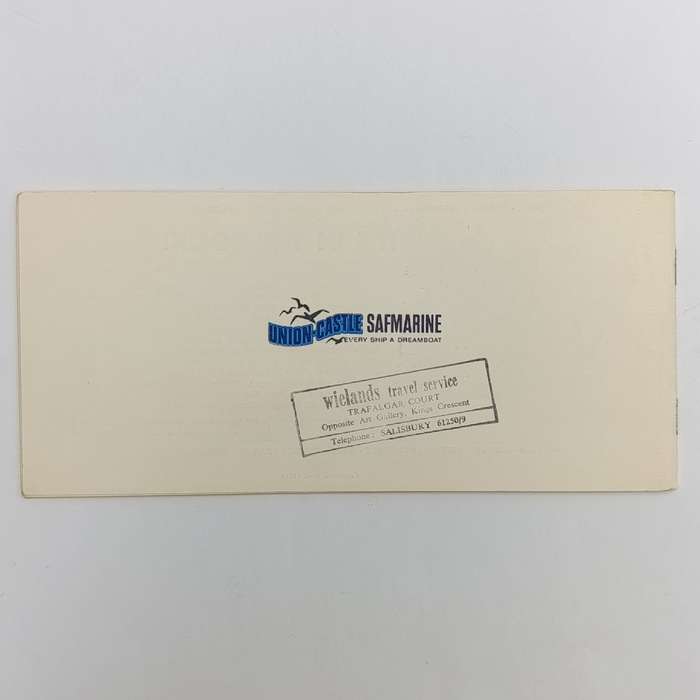 UNION-CASTLE SAFMARINE
EVERY SHIP A DREAMBOAT
wielands travel service
TRAFALGAR COURT
Opposite Art Gallery, Kings Crescent
Telephone: SALISBURY 61250/9